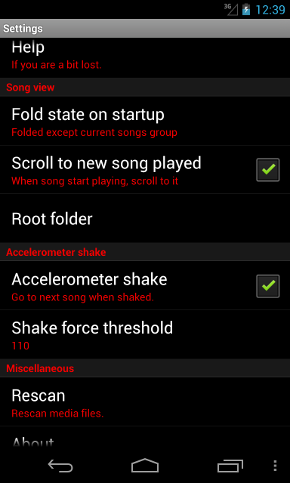 3G 12:39
Settings
Help
If you are a bit lost.
Song view
Fold state on startup
Folded except current songs group
Scroll to new song played
When song start playing, scroll to it
Root folder
Accelerometer shake
Accelerometer shake
Go to next song when shaked.
Shake force threshold
110
Miscellaneous
Rescan
Rescan media files.
About